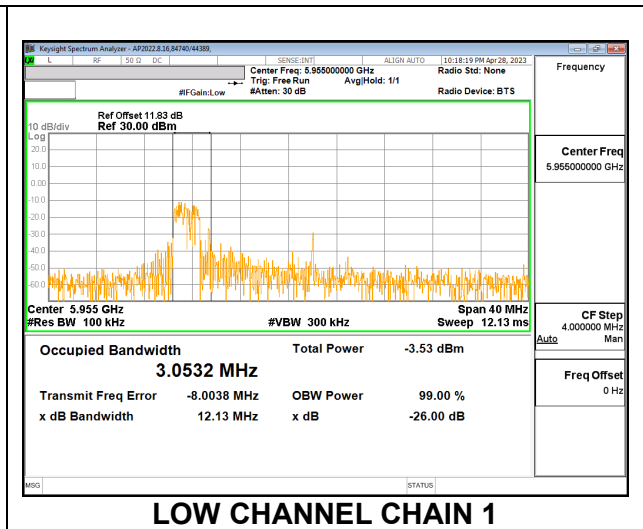 Keysight Spectrum Analyzer - AP2022.8.16,84740/44389,
L RF 50 Ω DC SENSE:INT ALIGN AUTO 10:18:19 PM Apr 28, 2023
Center Freq: 5.955000000 GHz Radio Std: None
Trig: Free Run Avg|Hold: 1/1
#IFGain:Low #Atten: 30 dB Radio Device: BTS
Frequency
Ref Offset 11.83 dB
10 dB/div Ref 30.00 dBm
Log
20.0
10.0
0.00
-10.0
-20.0
-30.0
-40.0
-50.0
-60.0
Center Freq
5.955000000 GHz
Center 5.955 GHz Span 40 MHz
#Res BW 100 kHz #VBW 300 kHz Sweep 12.13 ms
CF Step
4.000000 MHz
Auto Man
Occupied Bandwidth Total Power -3.53 dBm
3.0532 MHz
Transmit Freq Error -8.0038 MHz OBW Power 99.00 %
x dB Bandwidth 12.13 MHz x dB -26.00 dB
Freq Offset
0 Hz
MSG STATUS
LOW CHANNEL CHAIN 1